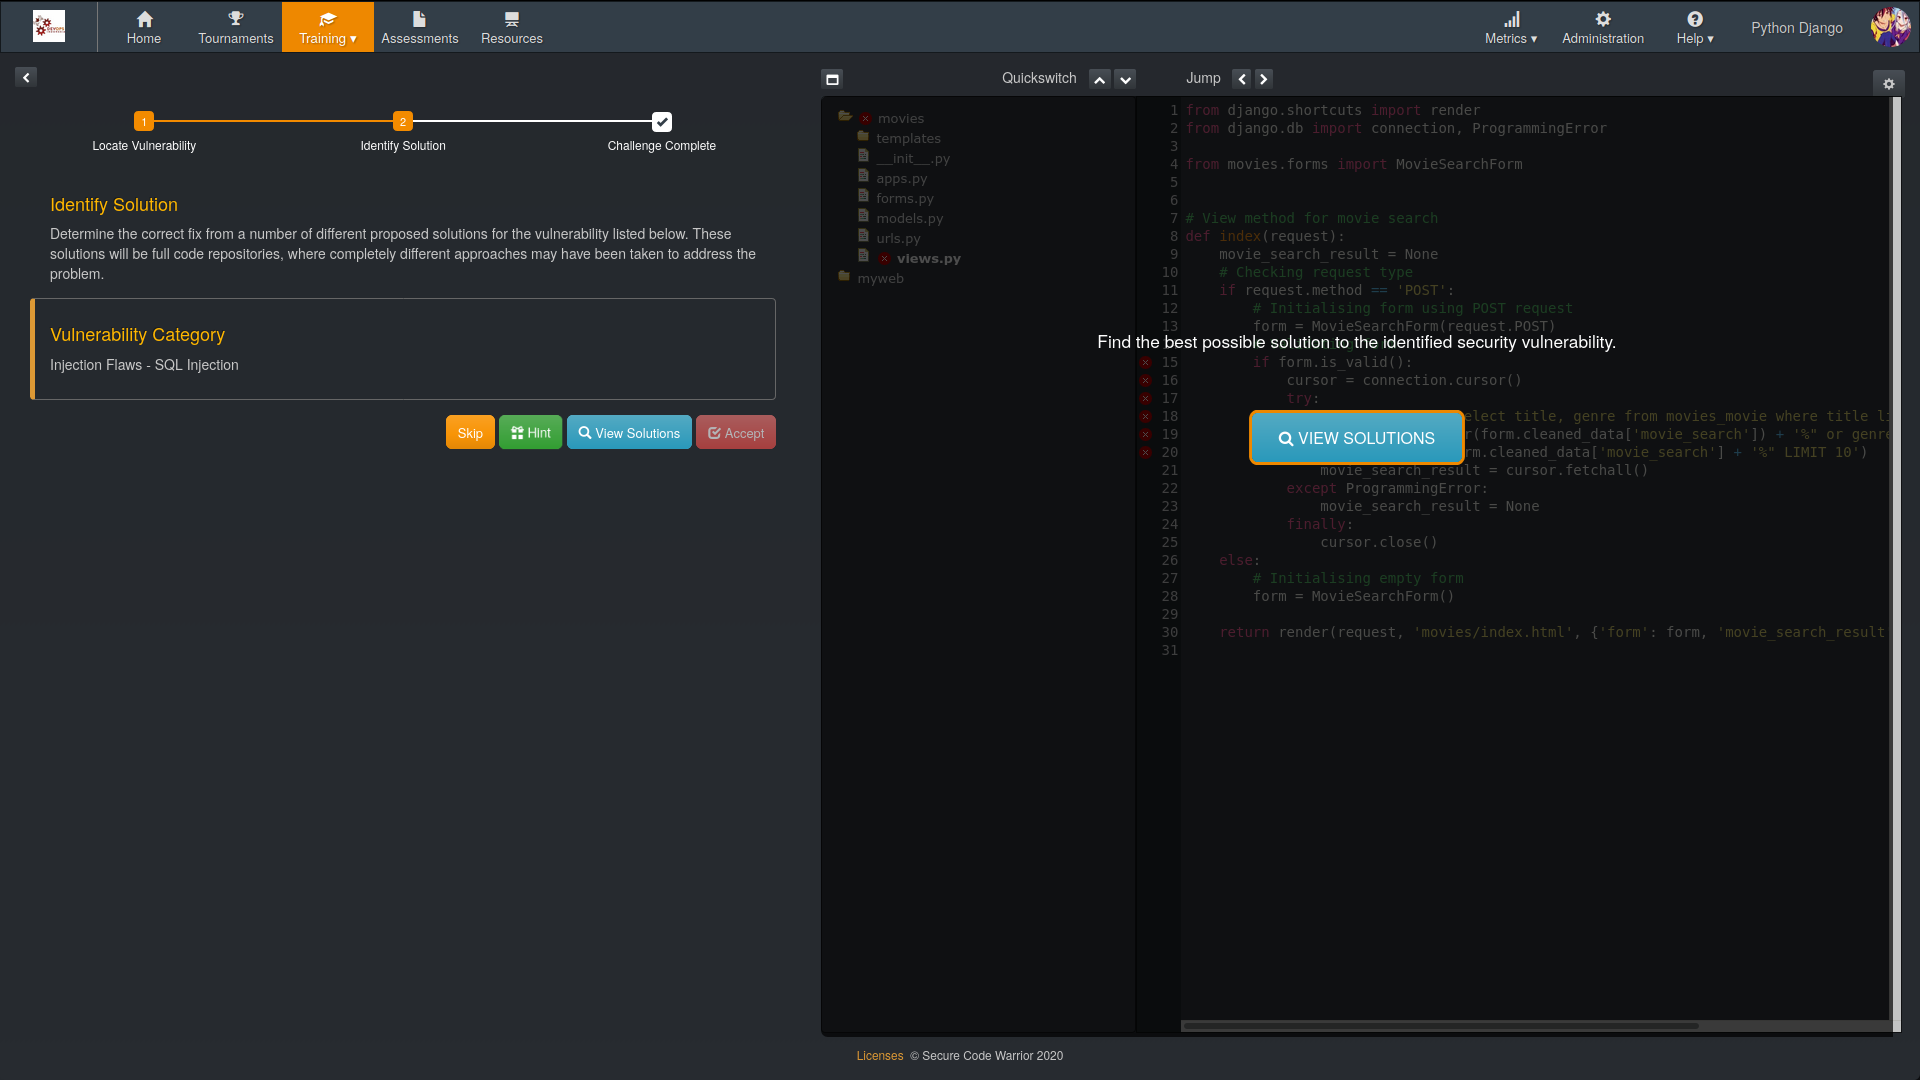 Home
Tournaments
Training ▾
Assessments
Resources
Metrics ▾
Administration
Help ▾
Python Django
1
2
Locate Vulnerability
Identify Solution
Challenge Complete
Identify Solution
Determine the correct fix from a number of different proposed solutions for the vulnerability listed below. These
solutions will be full code repositories, where completely different approaches may have been taken to address the
problem.
Vulnerability Category
Injection Flaws - SQL Injection
Skip
Hint
View Solutions
Accept
Quickswitch
Jump
movies
templates
__init__.py
apps.py
forms.py
models.py
urls.py
views.py
myweb
1 from django.shortcuts import render
2 from django.db import connection, ProgrammingError
3
4 from movies.forms import MovieSearchForm
5
6
7 # View method for movie search
8 def index(request):
9 movie_search_result = None
10 # Checking request type
11 if request.method == 'POST':
12 # Initialising form using POST request
13 form = MovieSearchForm(request.POST)
Find the best possible solution to the identified security vulnerability.
15 if form.is_valid():
16 cursor = connection.cursor()
17 try:
18 elect title, genre from movies_movie where title li
19 r(form.cleaned_data['movie_search']) + '%" or genre
VIEW SOLUTIONS
20 rm.cleaned_data['movie_search'] + '%" LIMIT 10')
21 movie_search_result = cursor.fetchall()
22 except ProgrammingError:
23 movie_search_result = None
24 finally:
25 cursor.close()
26 else:
27 # Initialising empty form
28 form = MovieSearchForm()
29
30 return render(request, 'movies/index.html', {'form': form, 'movie_search_result
31
Licenses © Secure Code Warrior 2020